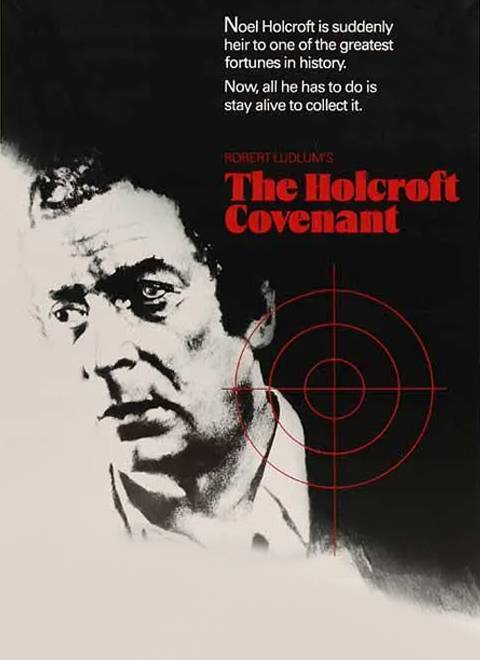 Noel Holcroft is suddenly
heir to one of the greatest
fortunes in history.
Now, all he has to do is
stay alive to collect it.
ROBERT LUDLUM'S
The Holcroft
Covenant